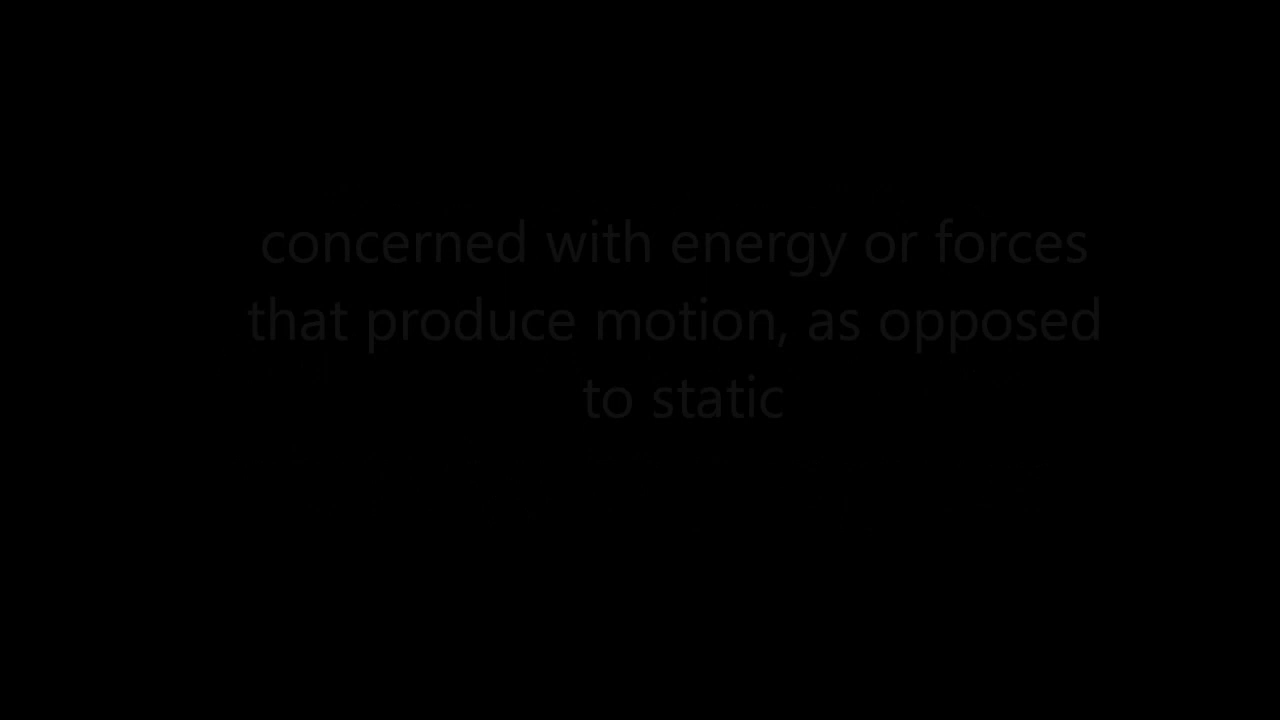 concerned with energy or forces
that produce motion, as opposed
to static